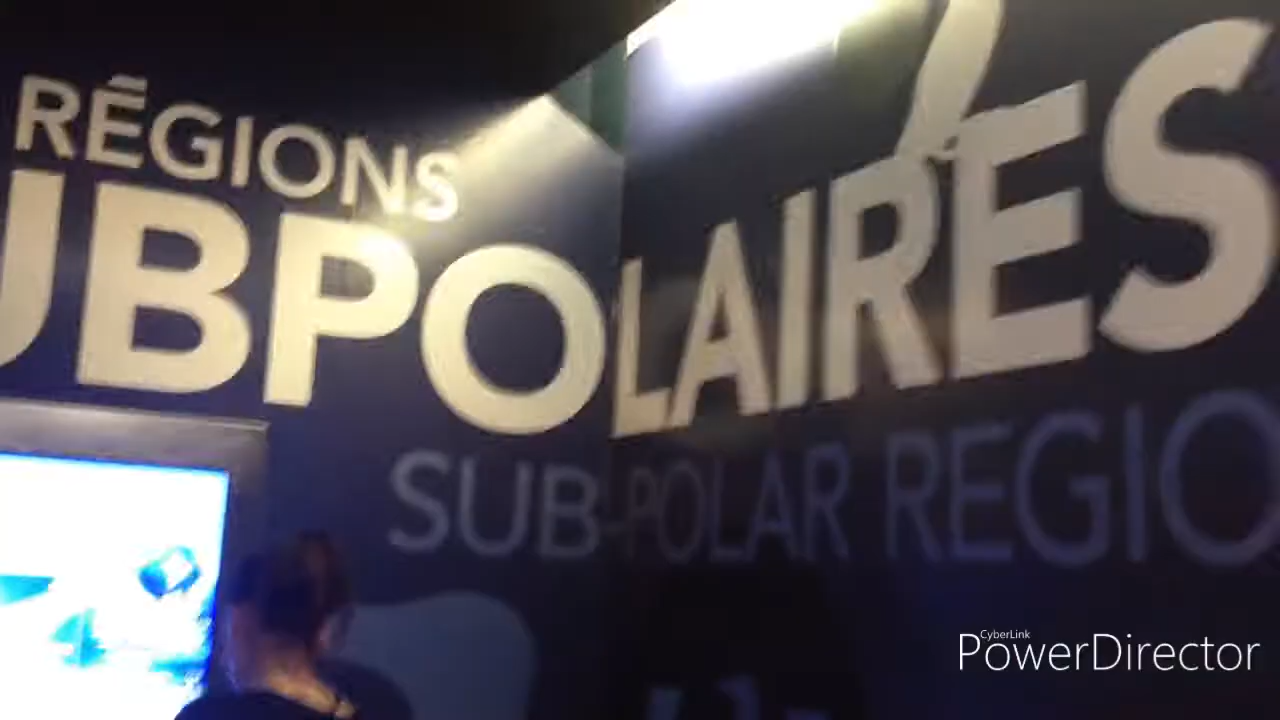 RÉGIONS
UBPOLAIRES
SUB-POLAR REGIO
CyberLink
PowerDirector